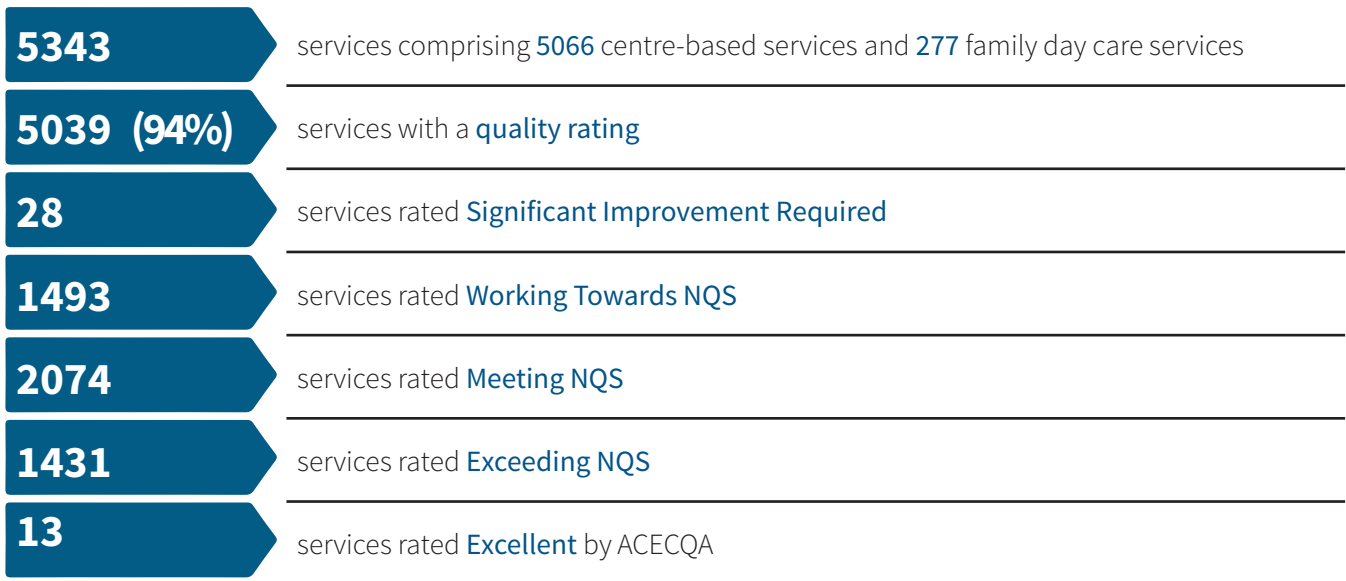 5343 services comprising 5066 centre-based services and 277 family day care services
5039 (94%) services with a quality rating
28 services rated Significant Improvement Required
1493 services rated Working Towards NQS
2074 services rated Meeting NQS
1431 services rated Exceeding NQS
13 services rated Excellent by ACECQA